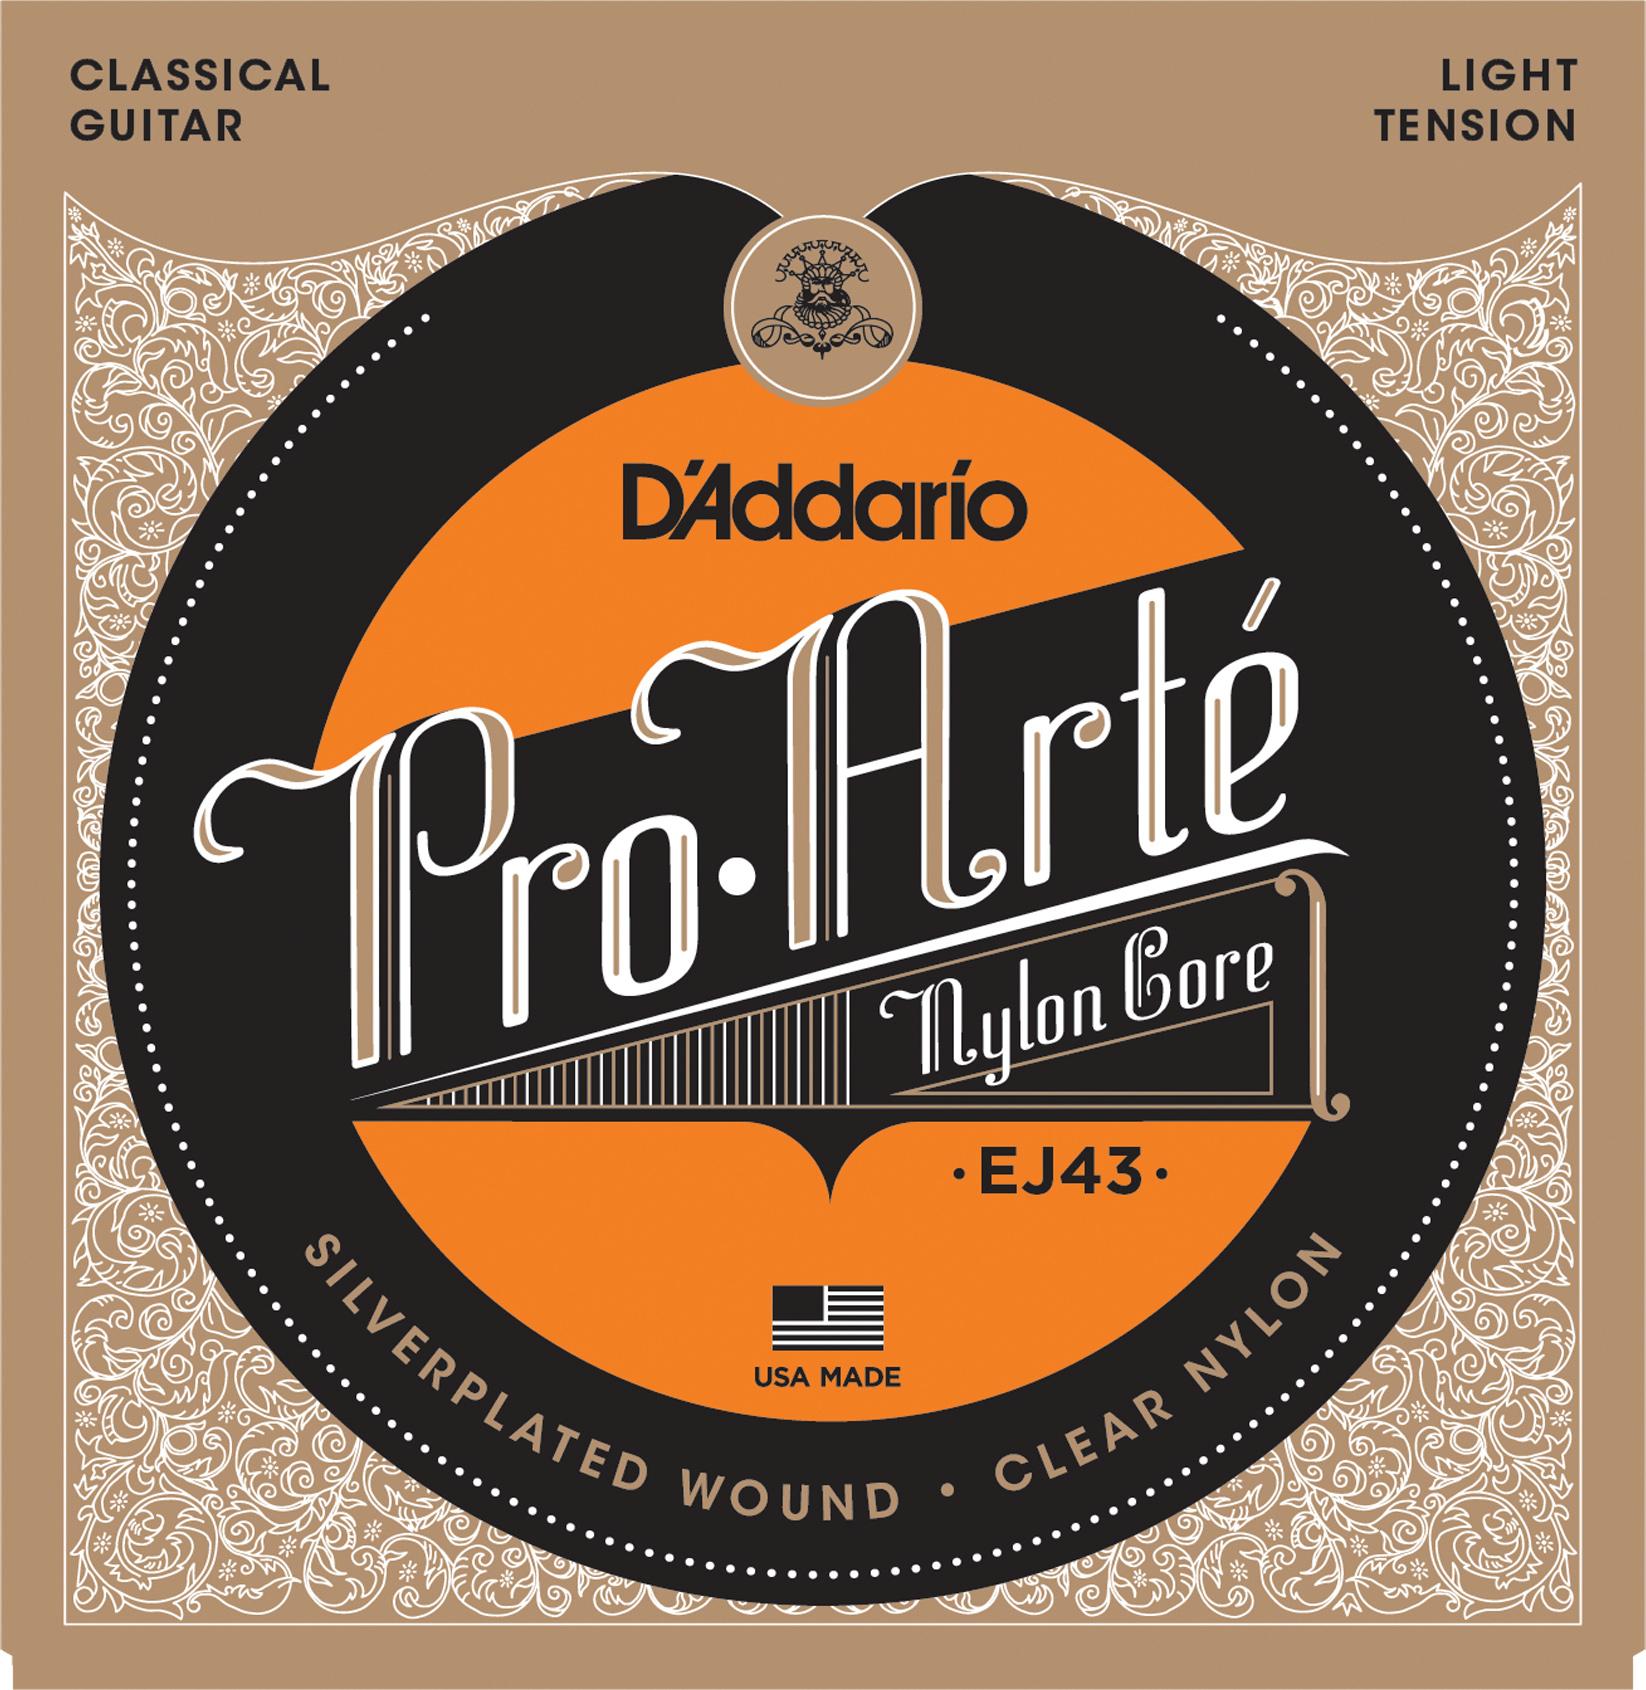 CLASSICAL
GUITAR
LIGHT
TENSION
D'Addario
Pro·Arté
Nylon Core
·EJ43·
USA MADE
SILVERPLATED WOUND • CLEAR NYLON